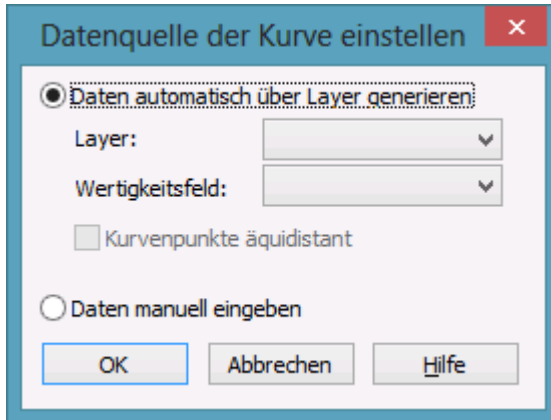 Datenquelle der Kurve einstellen
Daten automatisch über Layer generieren
Layer:
Wertigkeitsfeld:
Kurvenpunkte äquidistant
Daten manuell eingeben
OK Abbrechen Hilfe